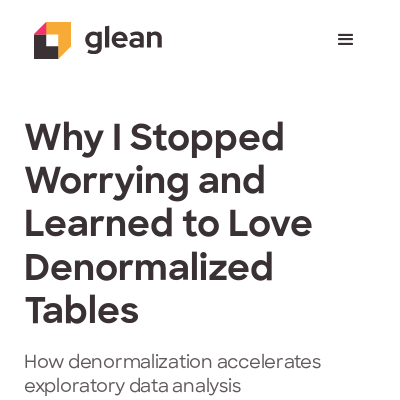 glean
Why I Stopped
Worrying and
Learned to Love
Denormalized
Tables
How denormalization accelerates
exploratory data analysis